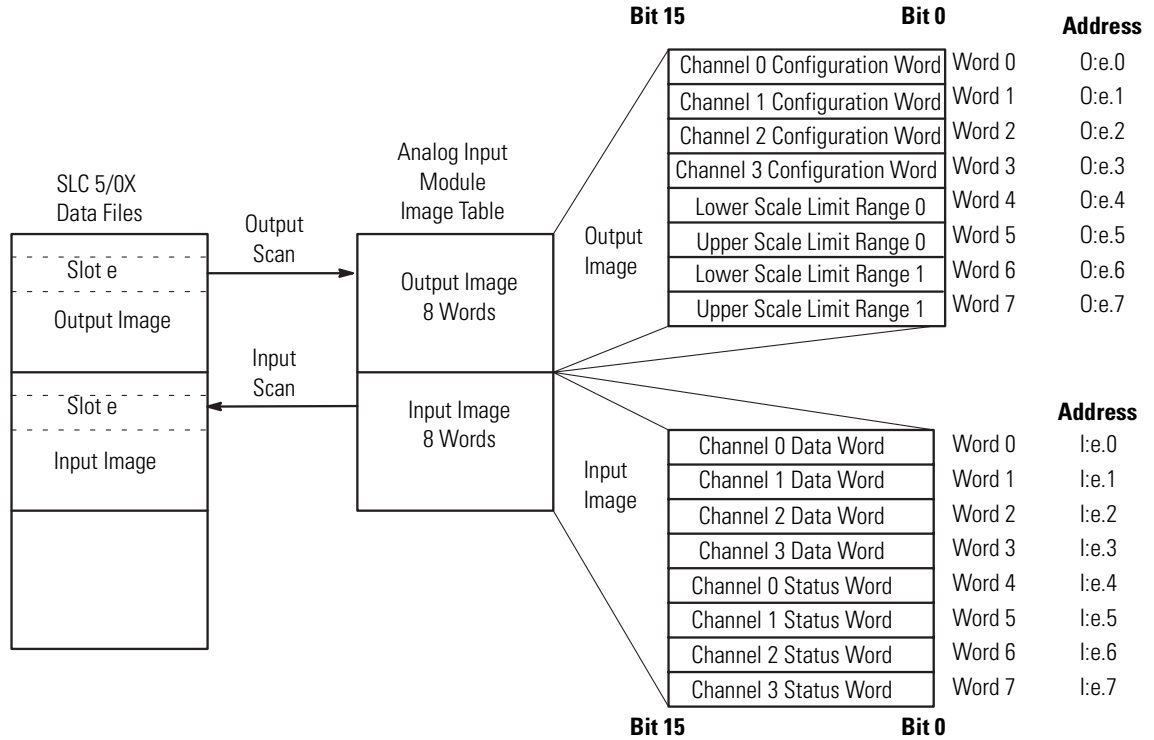 Bit 15 Bit 0
Address
Channel 0 Configuration Word Word 0 O:e.0
Channel 1 Configuration Word Word 1 O:e.1
Channel 2 Configuration Word Word 2 O:e.2
Channel 3 Configuration Word Word 3 O:e.3
Lower Scale Limit Range 0 Word 4 O:e.4
Upper Scale Limit Range 0 Word 5 O:e.5
Lower Scale Limit Range 1 Word 6 O:e.6
Upper Scale Limit Range 1 Word 7 O:e.7
Output
Image
Analog Input
Module
Image Table
SLC 5/0X
Data Files
Output
Scan
Slot e
Output Image
Output Image
8 Words
Input
Scan
Slot e
Input Image
Input Image
8 Words
Input
Image
Address
Channel 0 Data Word Word 0 I:e.0
Channel 1 Data Word Word 1 I:e.1
Channel 2 Data Word Word 2 I:e.2
Channel 3 Data Word Word 3 I:e.3
Channel 0 Status Word Word 4 I:e.4
Channel 1 Status Word Word 5 I:e.5
Channel 2 Status Word Word 6 I:e.6
Channel 3 Status Word Word 7 I:e.7
Bit 15 Bit 0